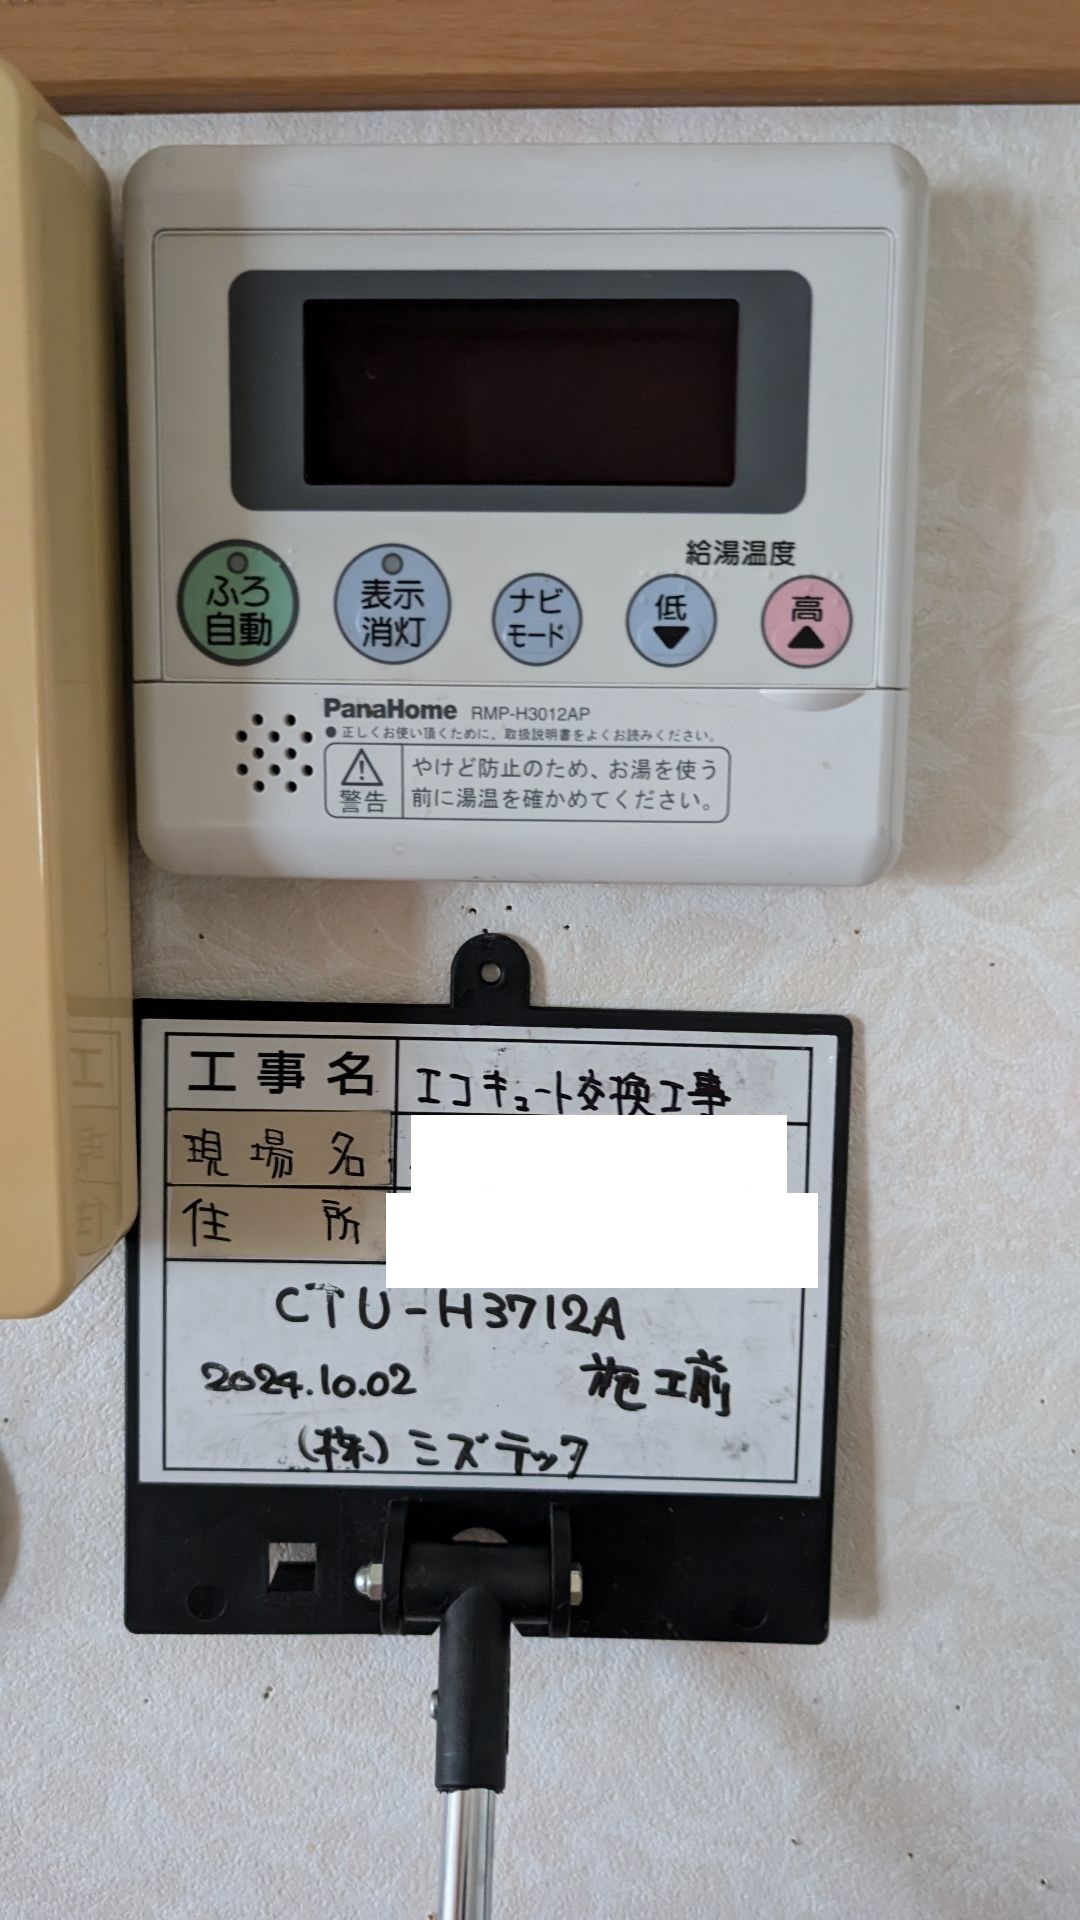 給湯温度
ふろ
自動
表示
消灯
ナビ
モード
低
▼
高
▲
PanaHome RMP-H3012AP
●正しくお使い頂くために、取扱説明書をよくお読みください。
警告
やけど防止のため、お湯を使う
前に湯温を確かめてください。
工事名 エコキュート交換工事
現場名
住所
CTU-H3712A
2024.10.02 施工前
(株)ミズテック